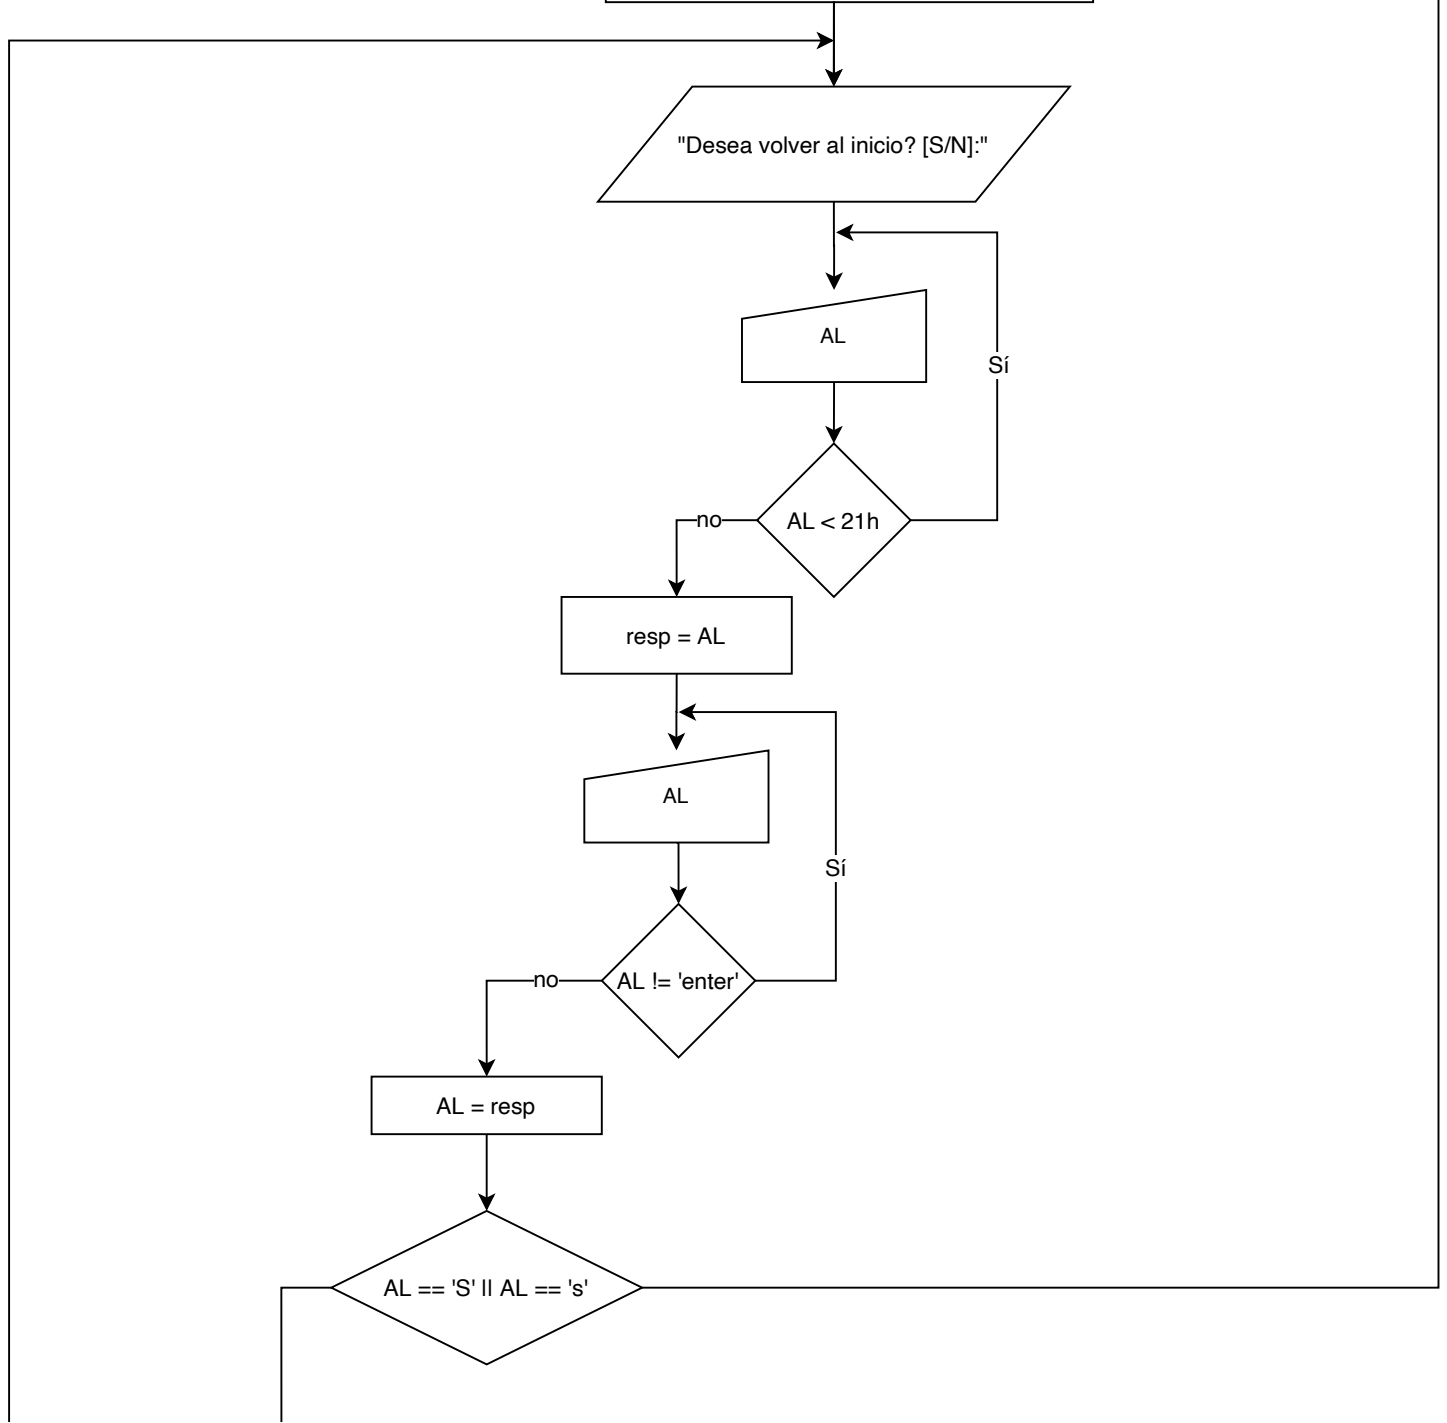 "Desea volver al inicio? [S/N]:"
AL
Sí
no
AL < 21h
resp = AL
AL
Sí
no
AL != 'enter'
AL = resp
AL == 'S' || AL == 's'